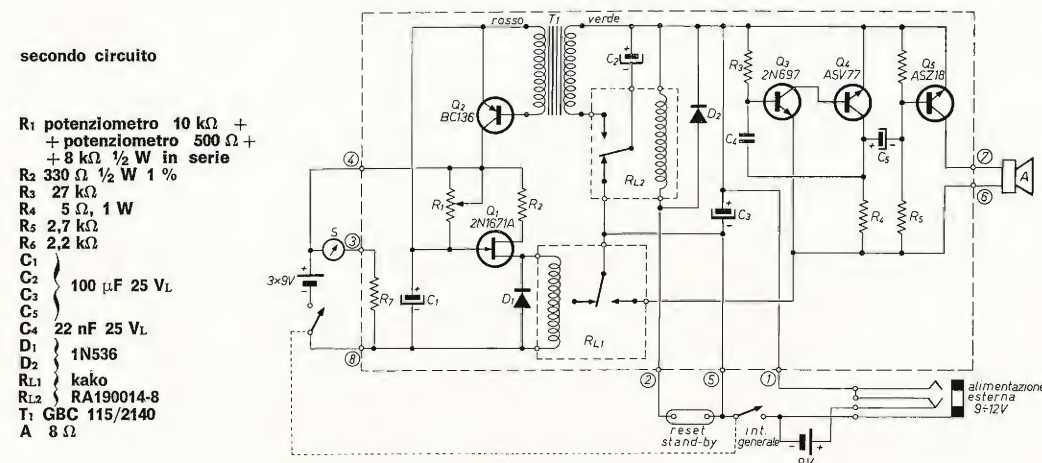 secondo circuito
R1 potenziometro 10 kΩ +
+ potenziometro 500 Ω +
+ 8 kΩ ½ W in serie
R2 330 Ω ½ W 1 %
R3 27 kΩ
R4 5 Ω, 1 W
R5 2,7 kΩ
R6 2,2 kΩ
C1
C2
C3
C5
100 µF 25 VL
C4 22 nF 25 VL
D1
D2
1N536
RL1
RL2
kako
RA190014-8
T1 GBC 115/2140
A 8 Ω
rosso
T1
verde
C2
+
-
Q2
BC136
R3
Q3
2N697
Q4
ASV77
Q5
ASZ18
D2
C4
+
C5
4
7
A
6
RL2
R1
R2
Q1
2N1671A
+
-
C3
R4
R5
S
3
3×9V
+
-
R7
+
-
C1
D1
RL1
8
2
5
1
reset
stand-by
int.
generale
alimentazione
esterna
9÷12V
- +
9V